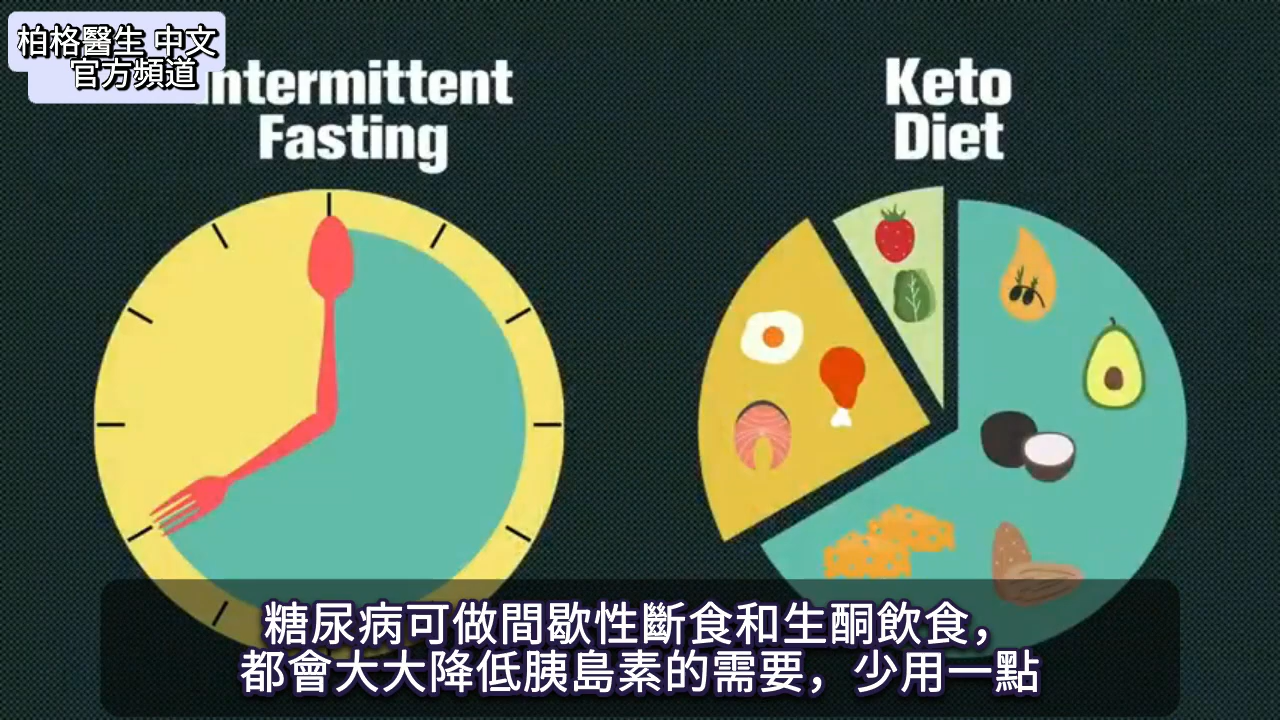 柏格醫生 中文
官方頻道
Intermittent
Fasting
Keto
Diet
糖尿病可做間歇性斷食和生酮飲食，
都會大大降低胰島素的需要，少用一點